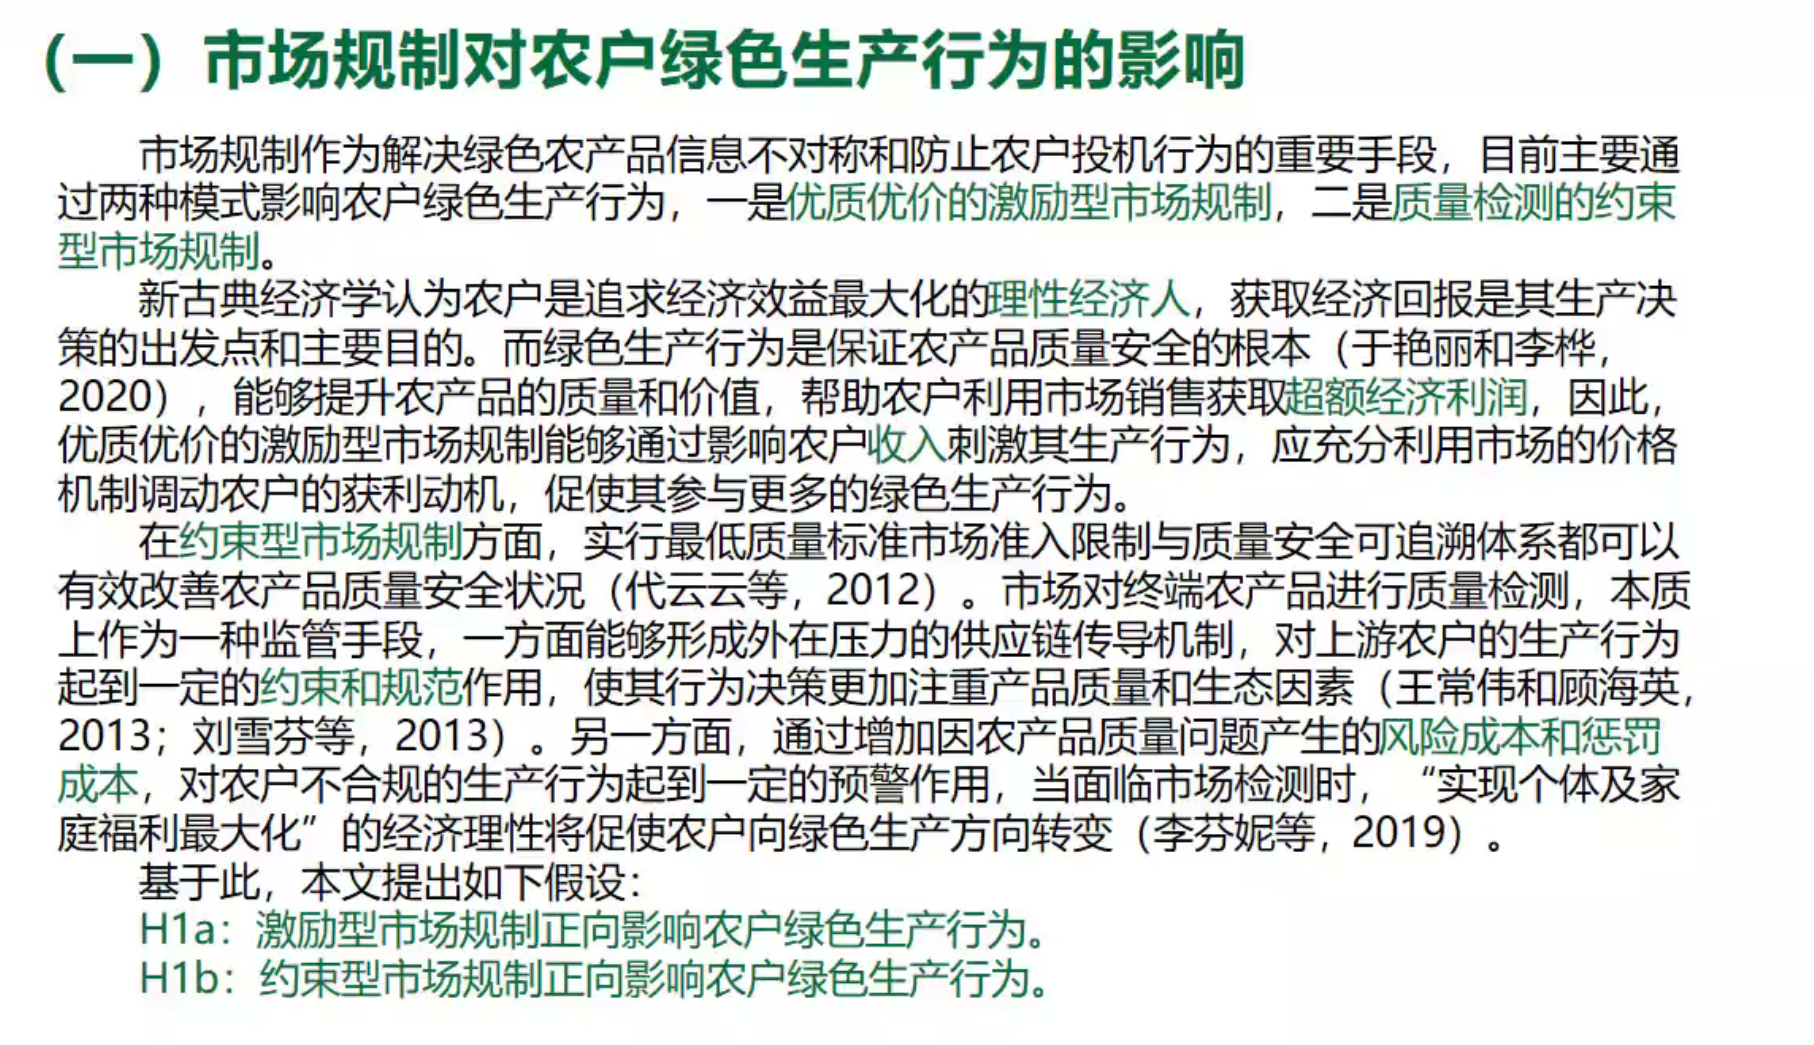 （一）市场规制对农户绿色生产行为的影响
市场规制作为解决绿色农产品信息不对称和防止农户投机行为的重要手段，目前主要通
过两种模式影响农户绿色生产行为，一是优质优价的激励型市场规制，二是质量检测的约束
型市场规制。
新古典经济学认为农户是追求经济效益最大化的理性经济人，获取经济回报是其生产决
策的出发点和主要目的。而绿色生产行为是保证农产品质量安全的根本（于艳丽和李桦，
2020），能够提升农产品的质量和价值，帮助农户利用市场销售获取超额经济利润，因此，
优质优价的激励型市场规制能够通过影响农户收入刺激其生产行为，应充分利用市场的价格
机制调动农户的获利动机，促使其参与更多的绿色生产行为。
在约束型市场规制方面，实行最低质量标准市场准入限制与质量安全可追溯体系都可以
有效改善农产品质量安全状况（代云云等，2012）。市场对终端农产品进行质量检测，本质
上作为一种监管手段，一方面能够形成外在压力的供应链传导机制，对上游农户的生产行为
起到一定的约束和规范作用，使其行为决策更加注重产品质量和生态因素（王常伟和顾海英，
2013；刘雪芬等，2013）。另一方面，通过增加因农产品质量问题产生的风险成本和惩罚
成本，对农户不合规的生产行为起到一定的预警作用，当面临市场检测时，“实现个体及家
庭福利最大化”的经济理性将促使农户向绿色生产方向转变（李芬妮等，2019）。
基于此，本文提出如下假设：
H1a：激励型市场规制正向影响农户绿色生产行为。
H1b：约束型市场规制正向影响农户绿色生产行为。